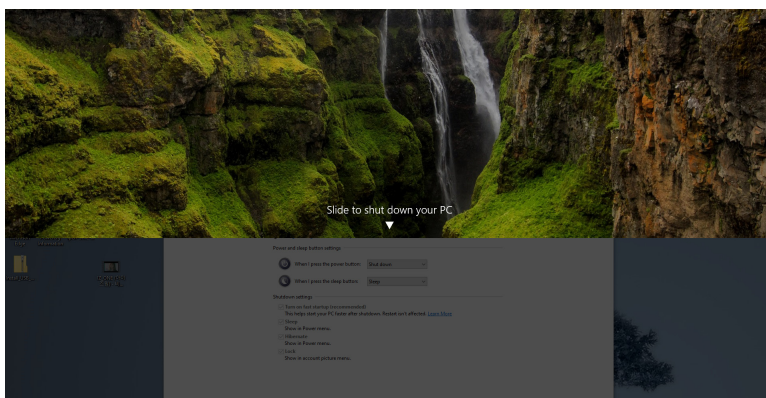 Slide to shut down your PC
Power and sleep button settings
When I press the power button: Shut down
When I press the sleep button: Sleep
Shutdown settings
Turn on fast startup (recommended)
This helps start your PC faster after shutdown. Restart isn't affected. Learn More
Sleep
Show in Power menu.
Hibernate
Show in Power menu.
Lock
Show in account picture menu.